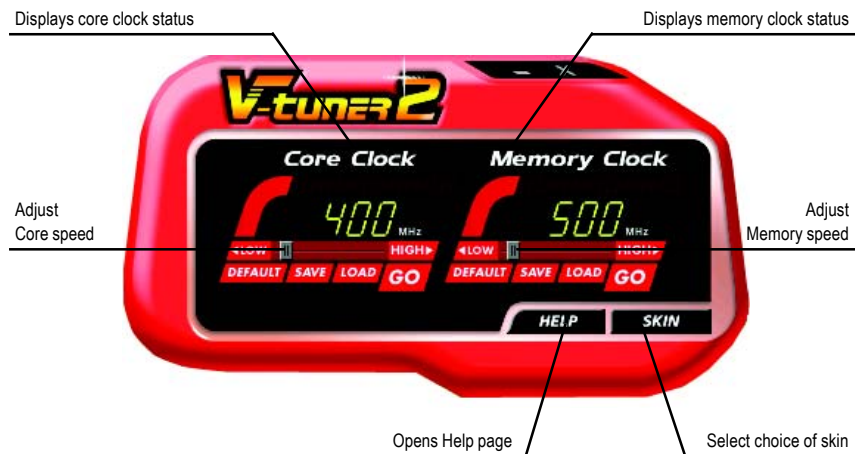 Displays core clock status
Displays memory clock status
V-tuner2
Core Clock
Memory Clock
400 MHz
500 MHz
Adjust
Core speed
Adjust
Memory speed
◄LOW HIGH►
◄LOW HIGH►
DEFAULT SAVE LOAD GO
DEFAULT SAVE LOAD GO
HELP SKIN
Opens Help page
Select choice of skin